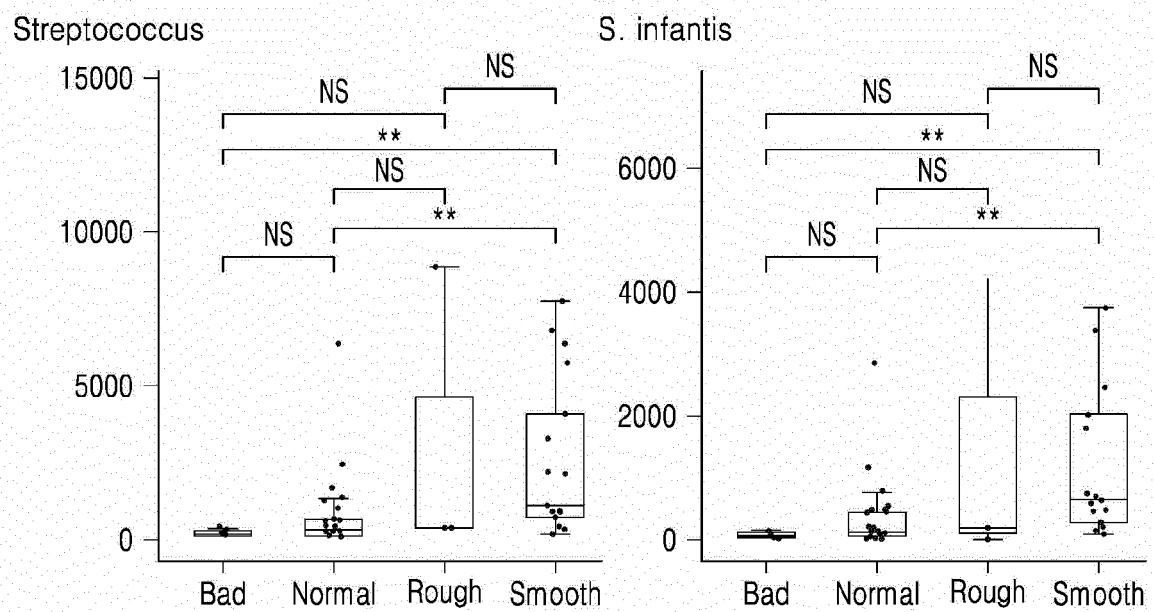 Streptococcus
15000
10000
5000
0
NS
NS
**
NS
**
NS
Bad Normal Rough Smooth
S. infantis
6000
4000
2000
0
NS
NS
**
NS
**
NS
Bad Normal Rough Smooth